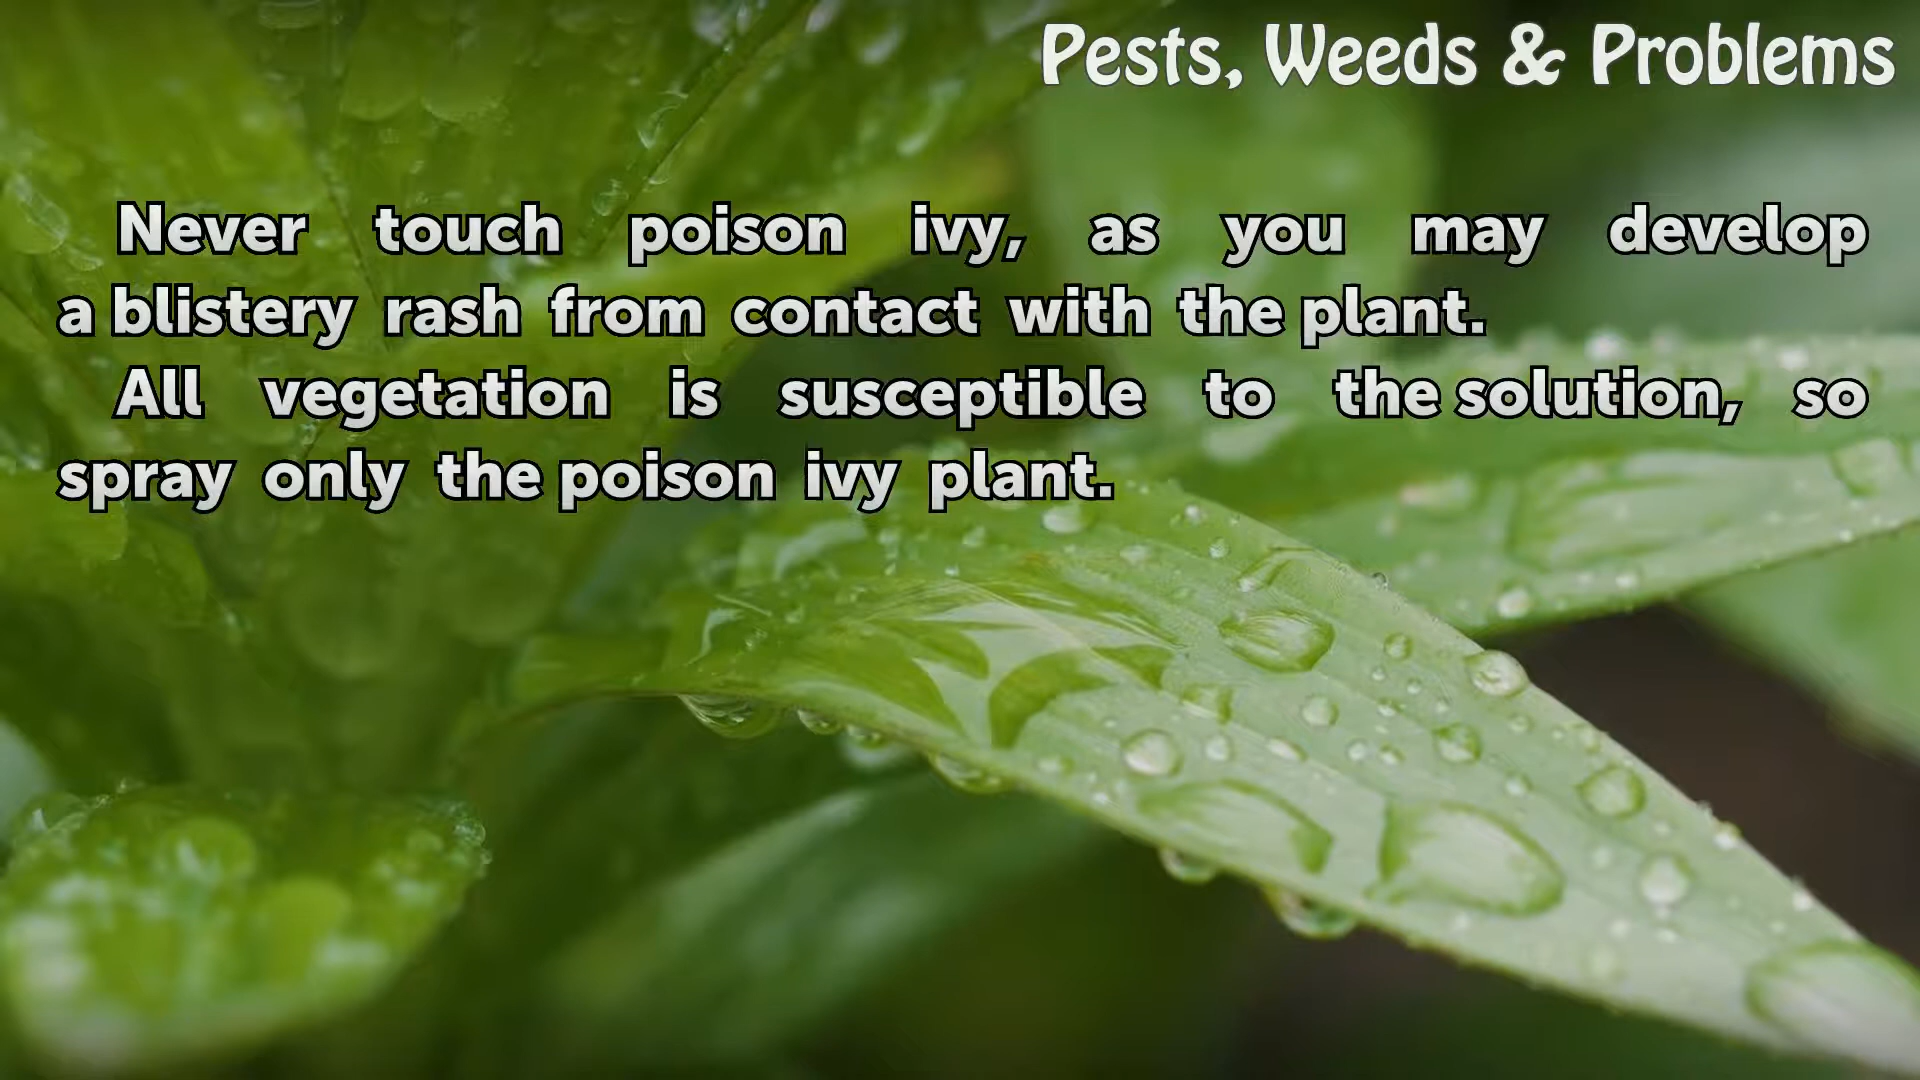 Pests, Weeds & Problems
Never touch poison ivy, as you may develop
a blistery rash from contact with the plant.
All vegetation is susceptible to the solution, so
spray only the poison ivy plant.